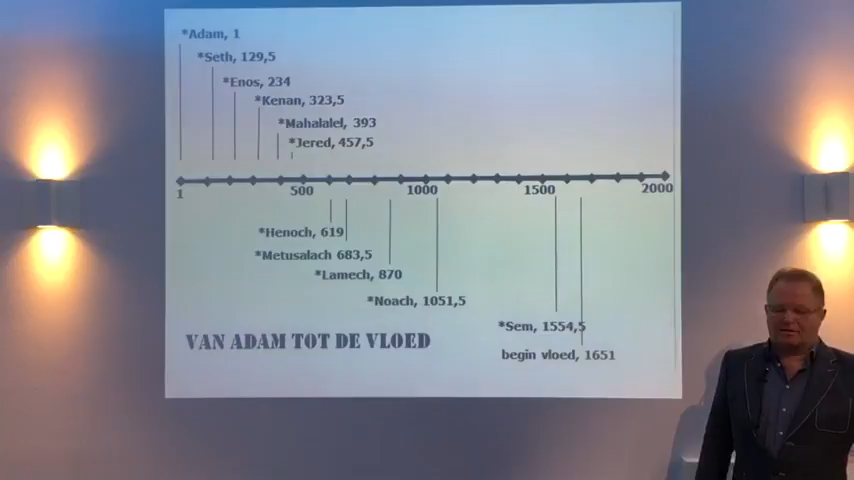 *Adam, 1
*Seth, 129,5
*Enos, 234
*Kenan, 323,5
*Mahalalel, 393
*Jered, 457,5
1 500 1000 1500 2000
*Henoch, 619
*Metusalach 683,5
*Lamech, 870
*Noach, 1051,5
*Sem, 1554,5
VAN ADAM TOT DE VLOED
begin vloed, 1651